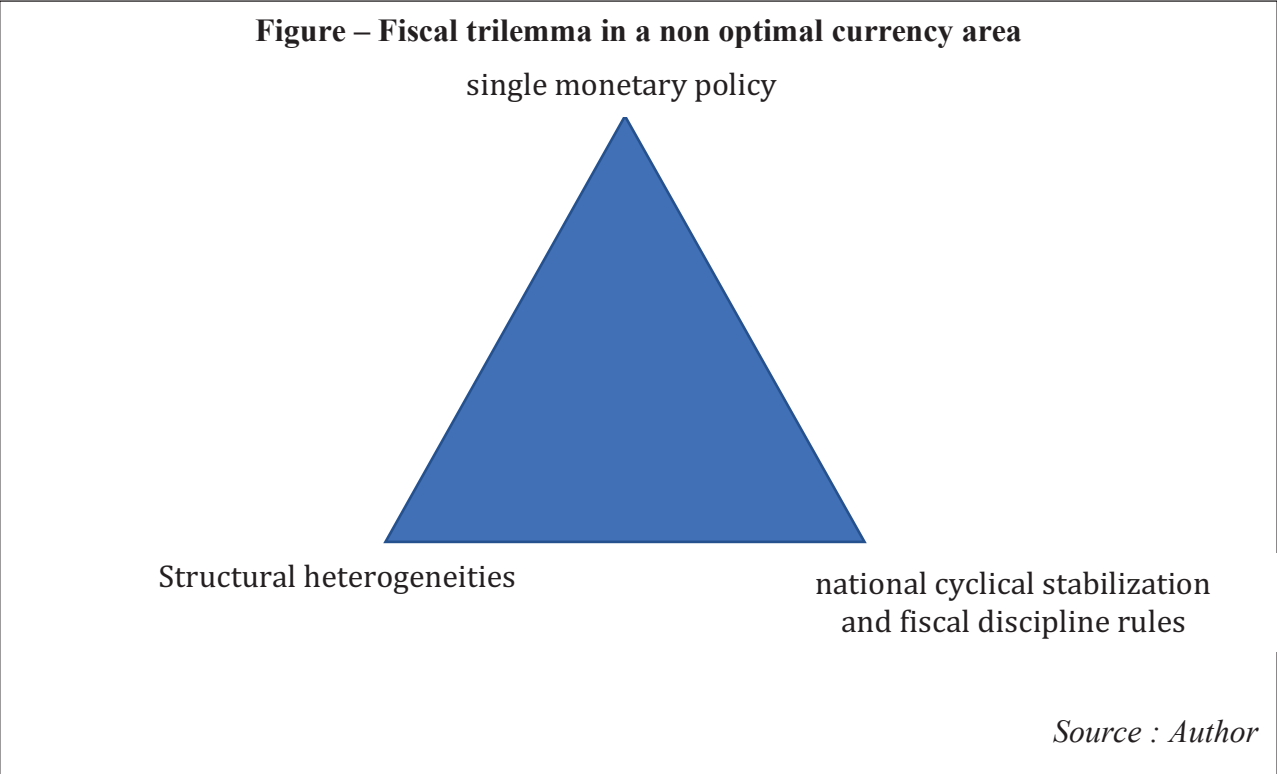 Figure – Fiscal trilemma in a non optimal currency area
single monetary policy
Structural heterogeneities
national cyclical stabilization
and fiscal discipline rules
Source : Author